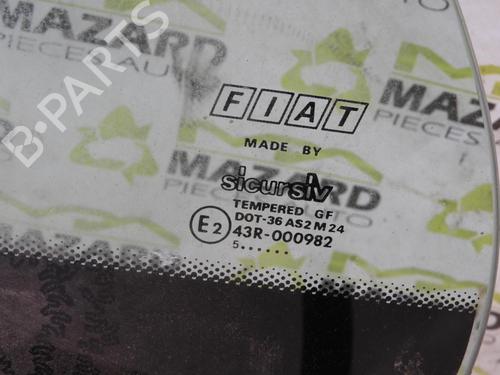 FIAT
MADE BY
sicursiv
TEMPERED GF
DOT-36 AS2 M24
E2 43R-000982
5......
B-PARTS
MAZARD
PIECES AUTO
MAZARD
PIECES
MAZARD
PIECES AUTO